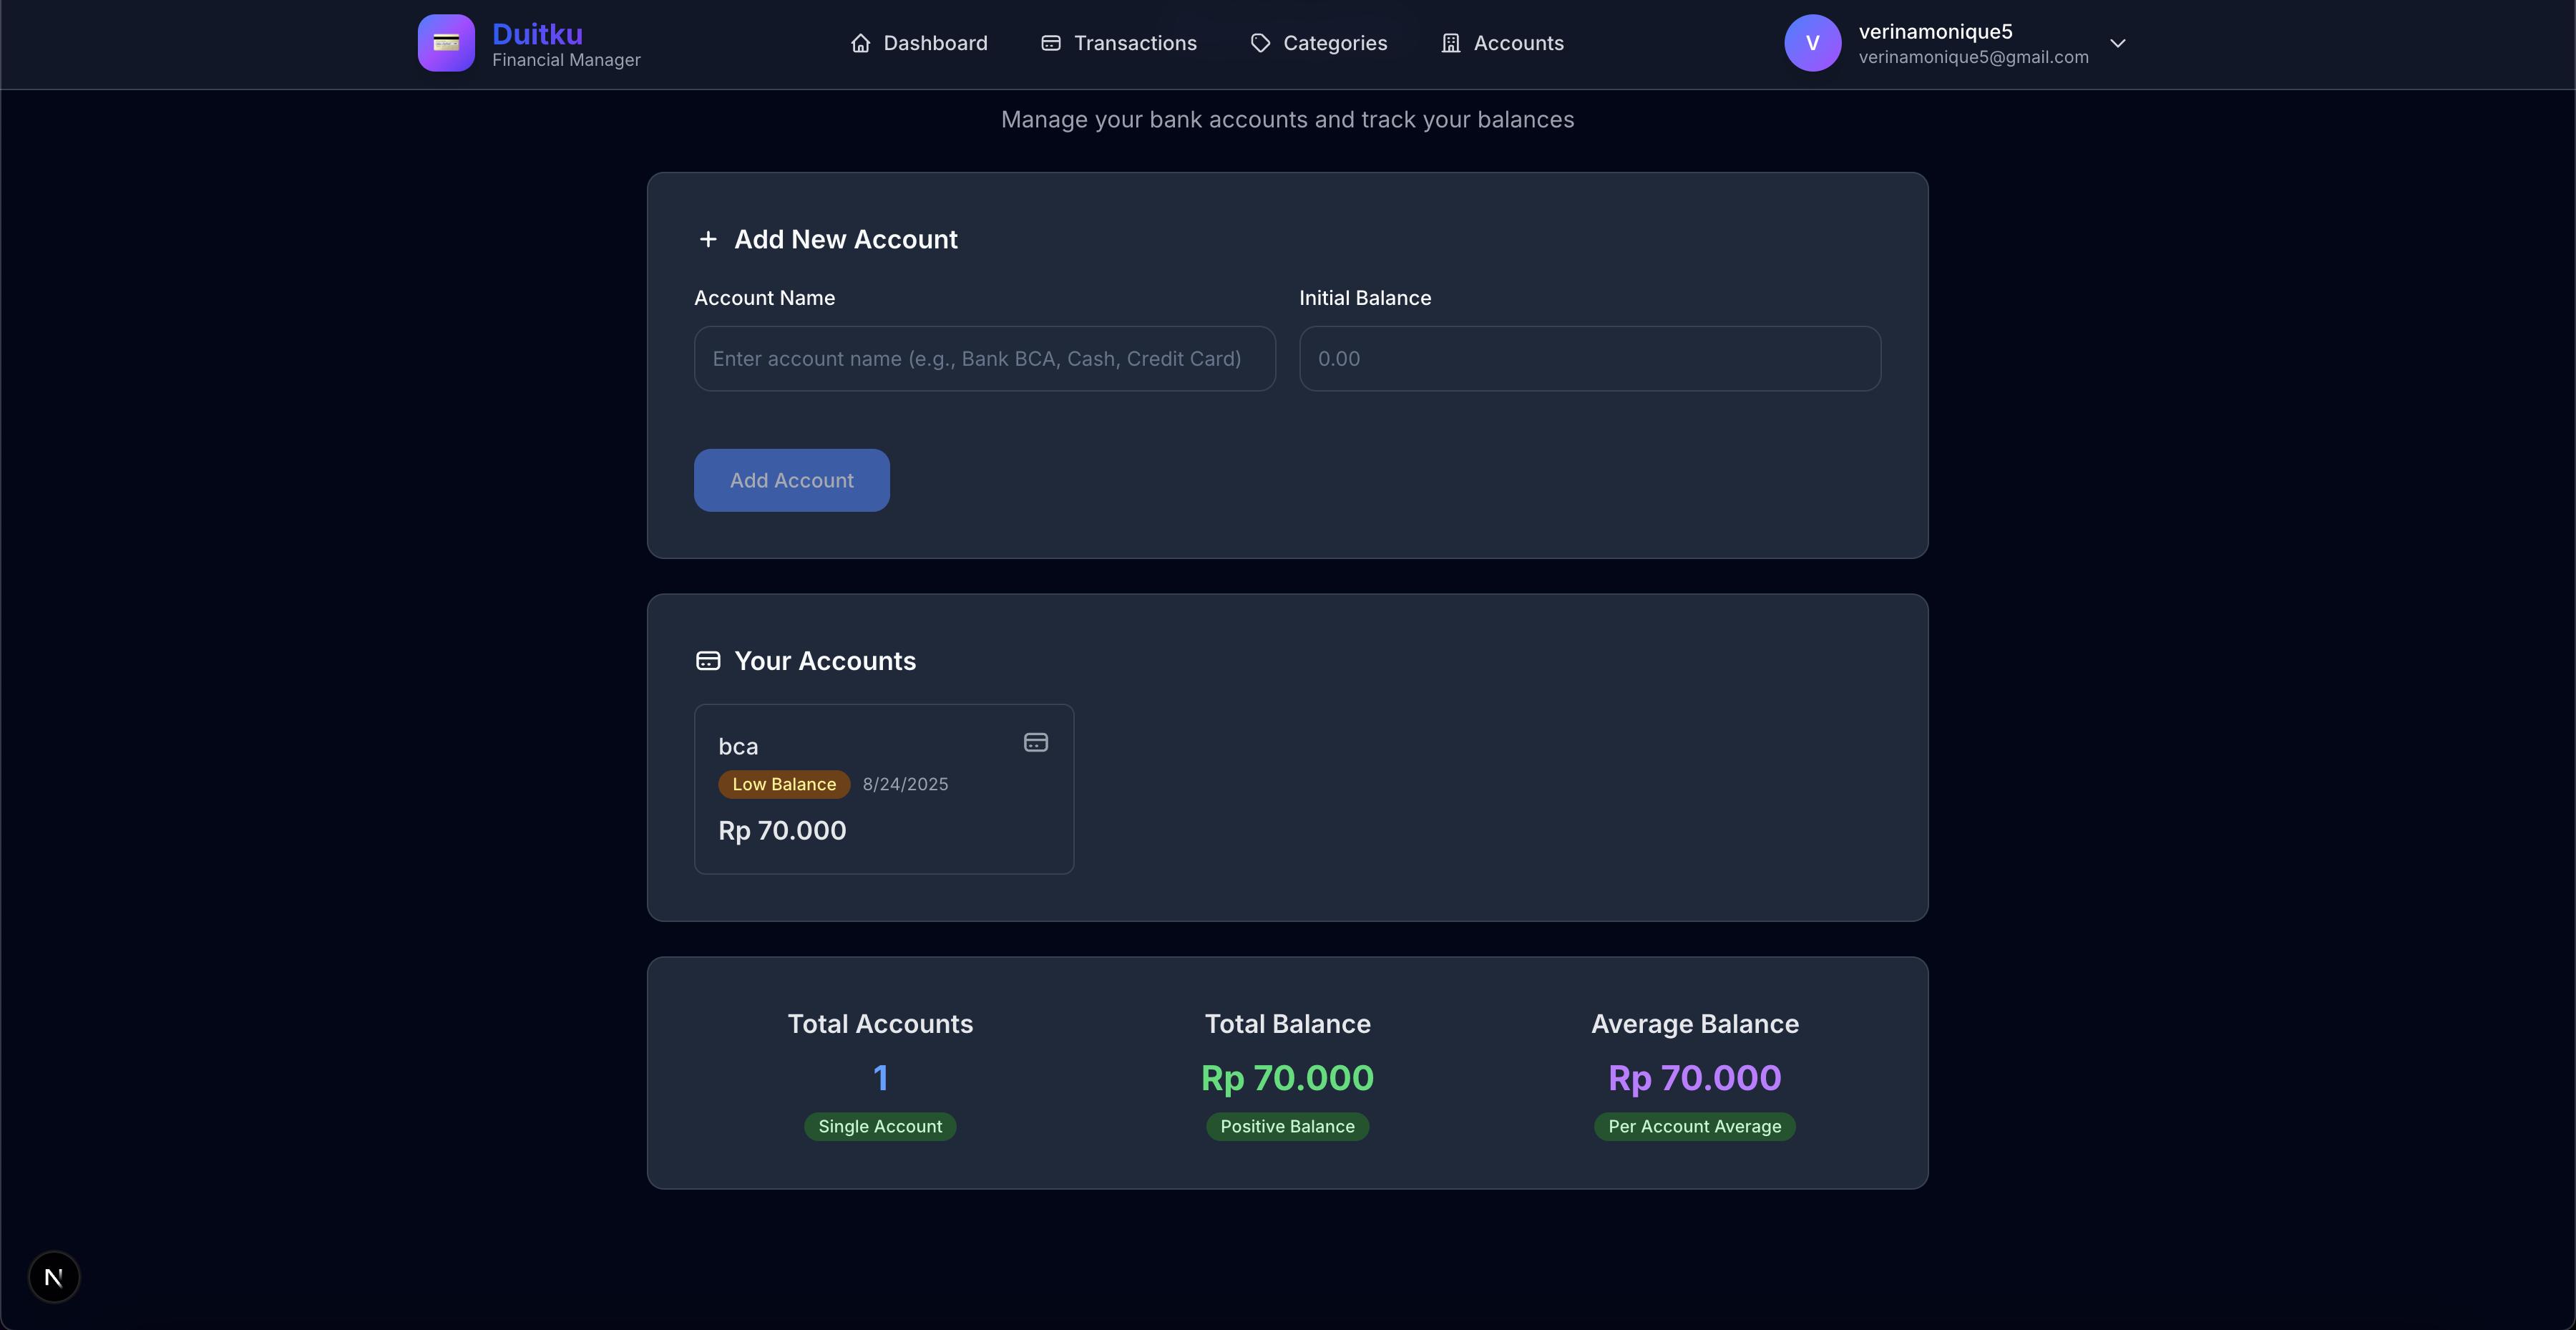 Duitku
Financial Manager
Dashboard
Transactions
Categories
Accounts
V
verinamonique5
verinamonique5@gmail.com
Manage your bank accounts and track your balances
+ Add New Account
Account Name
Initial Balance
Enter account name (e.g., Bank BCA, Cash, Credit Card)
0.00
Add Account
Your Accounts
bca
Low Balance 8/24/2025
Rp 70.000
Total Accounts
1
Single Account
Total Balance
Rp 70.000
Positive Balance
Average Balance
Rp 70.000
Per Account Average
N